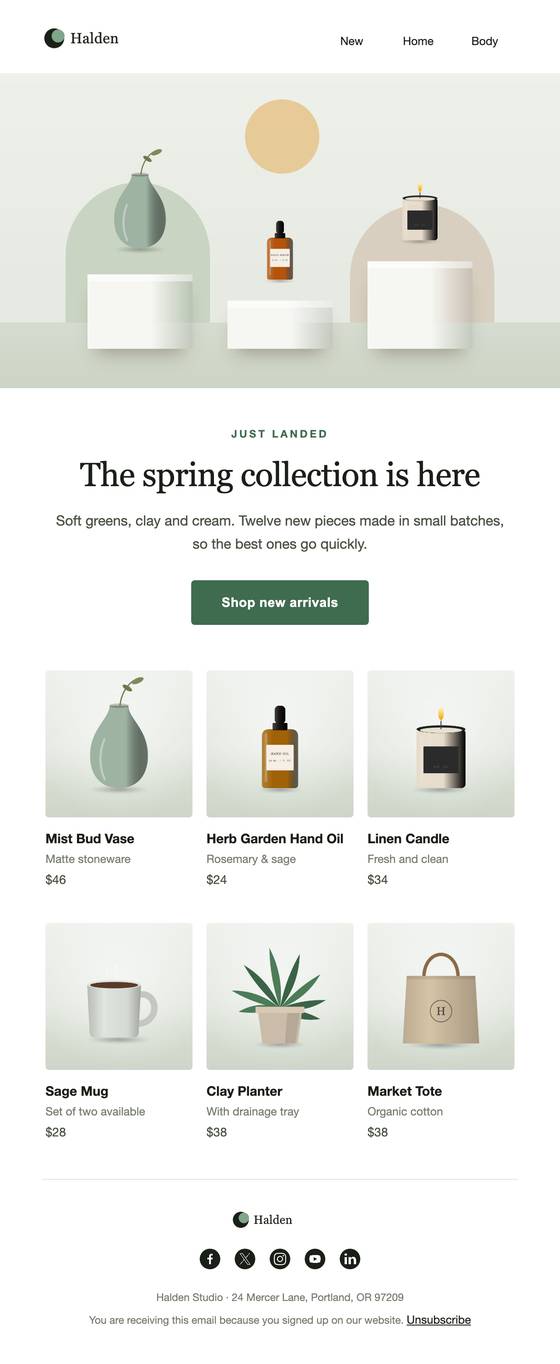 Halden
New Home Body
JUST LANDED
The spring collection is here
Soft greens, clay and cream. Twelve new pieces made in small batches,
so the best ones go quickly.
Shop new arrivals
HAND OIL
Mist Bud Vase
Matte stoneware
$46
Herb Garden Hand Oil
Rosemary & sage
$24
Linen Candle
Fresh and clean
$34
H
Sage Mug
Set of two available
$28
Clay Planter
With drainage tray
$38
Market Tote
Organic cotton
$38
Halden
Halden Studio · 24 Mercer Lane, Portland, OR 97209
You are receiving this email because you signed up on our website. Unsubscribe